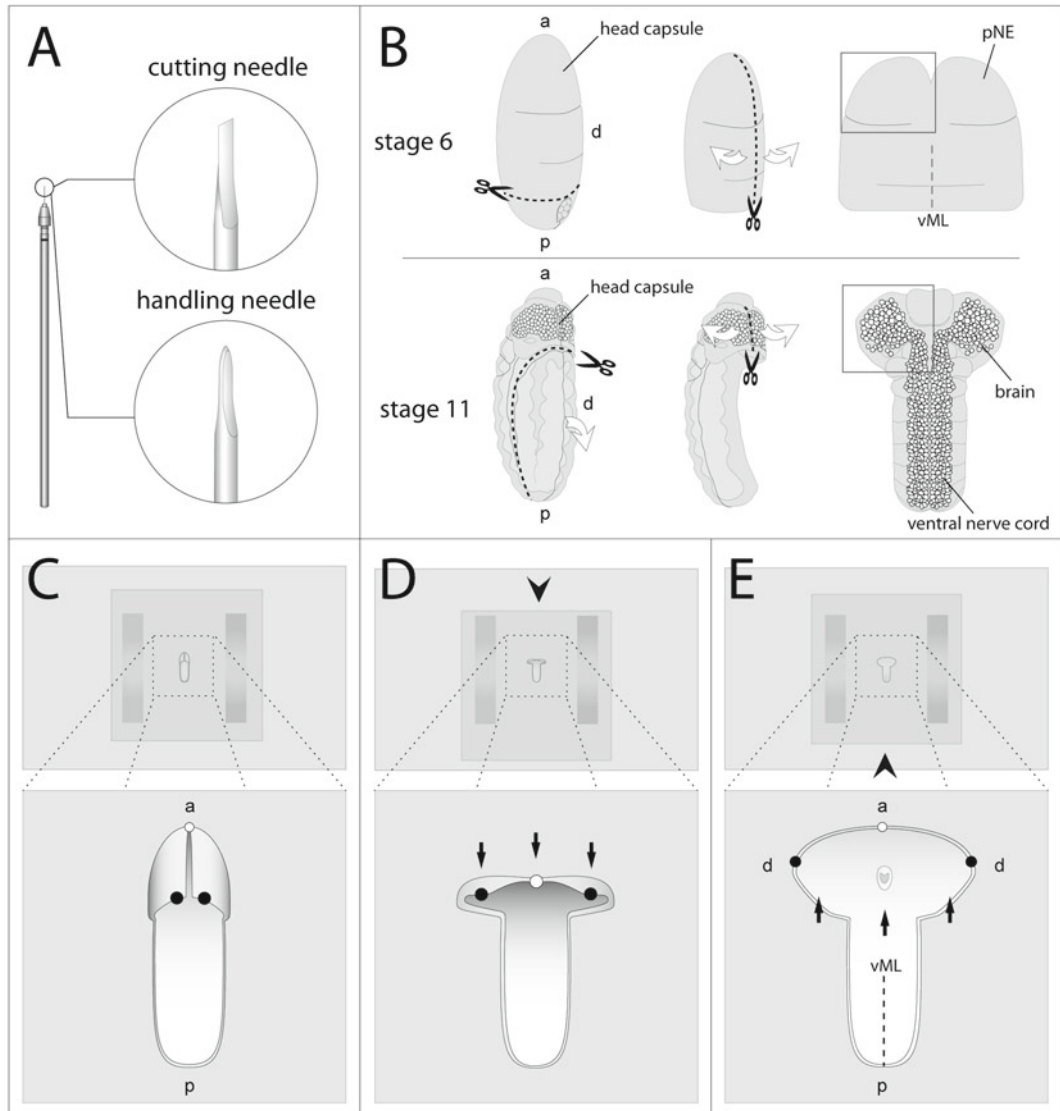 A
cutting needle
handling needle
B
stage 6
a
head capsule
d
p
pNE
vML
stage 11
a
head capsule
d
p
brain
ventral nerve cord
C
a
p
D
E
a
d
d
vML
p